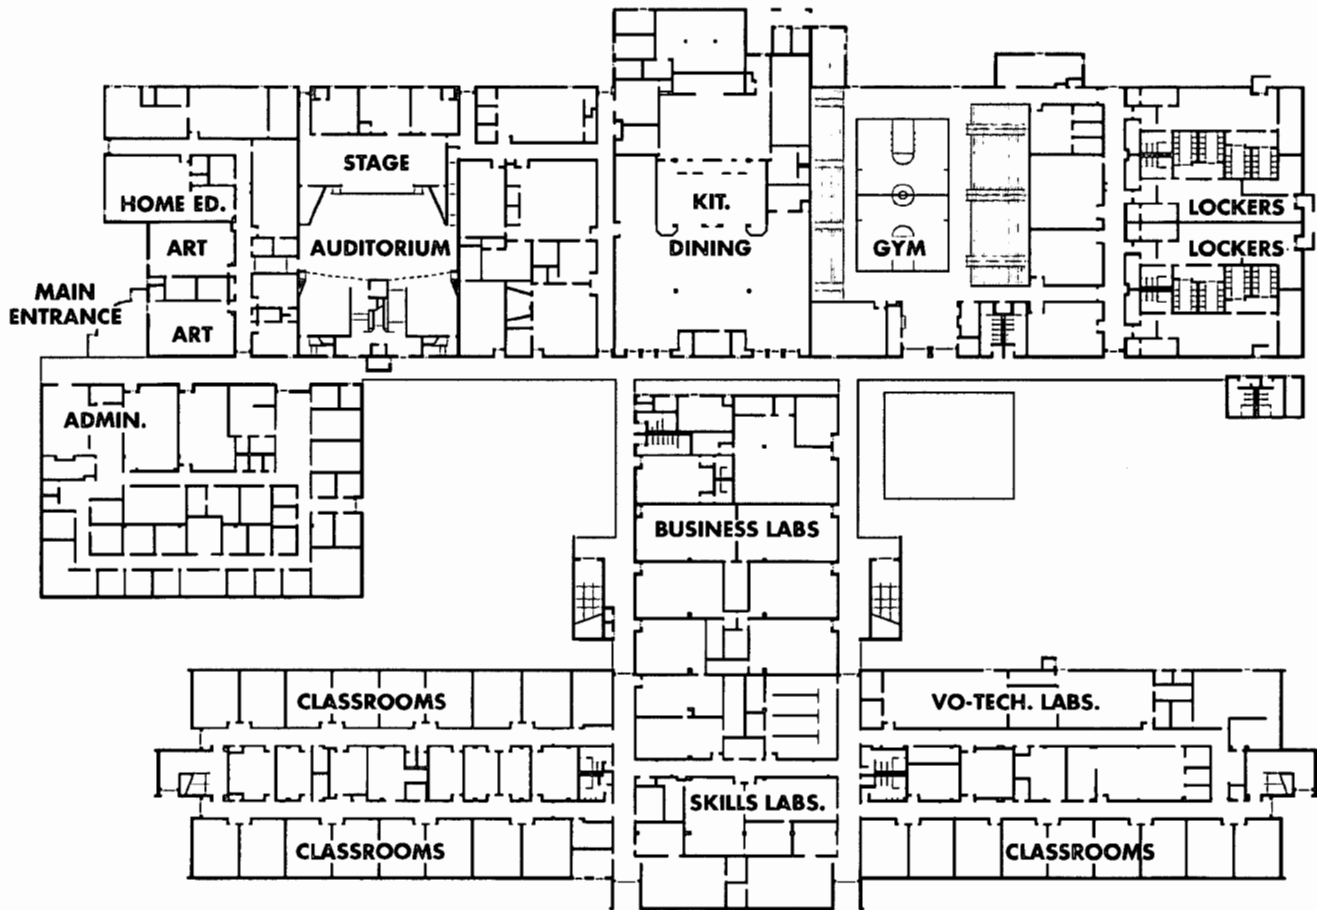 STAGE
HOME ED.
KIT.
LOCKERS
ART
AUDITORIUM
DINING
GYM
LOCKERS
MAIN
ENTRANCE
ART
ADMIN.
BUSINESS LABS
CLASSROOMS
VO-TECH. LABS.
SKILLS LABS.
CLASSROOMS
CLASSROOMS